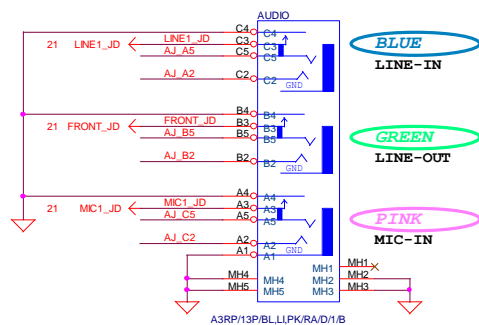 AUDIO
C4 C4
21 LINE1_JD LINE1_JD C3 C3
AJ_A5 C5 C5
BLUE
LINE-IN
AJ_A2 C2 C2
GND
B4 B4
21 FRONT_JD FRONT_JD B3 B3
AJ_B5 B5 B5
GREEN
LINE-OUT
AJ_B2 B2 B2
GND
A4 A4
21 MIC1_JD MIC1_JD A3 A3
AJ_C5 A5 A5
PINK
MIC-IN
AJ_C2 A2 A2
GND
A1 A1
MH1 MH1
MH4 MH4 MH2 MH2
MH5 MH5 MH3 MH3
A3RP/13P/BL,LI,PK/RA/D/1/B